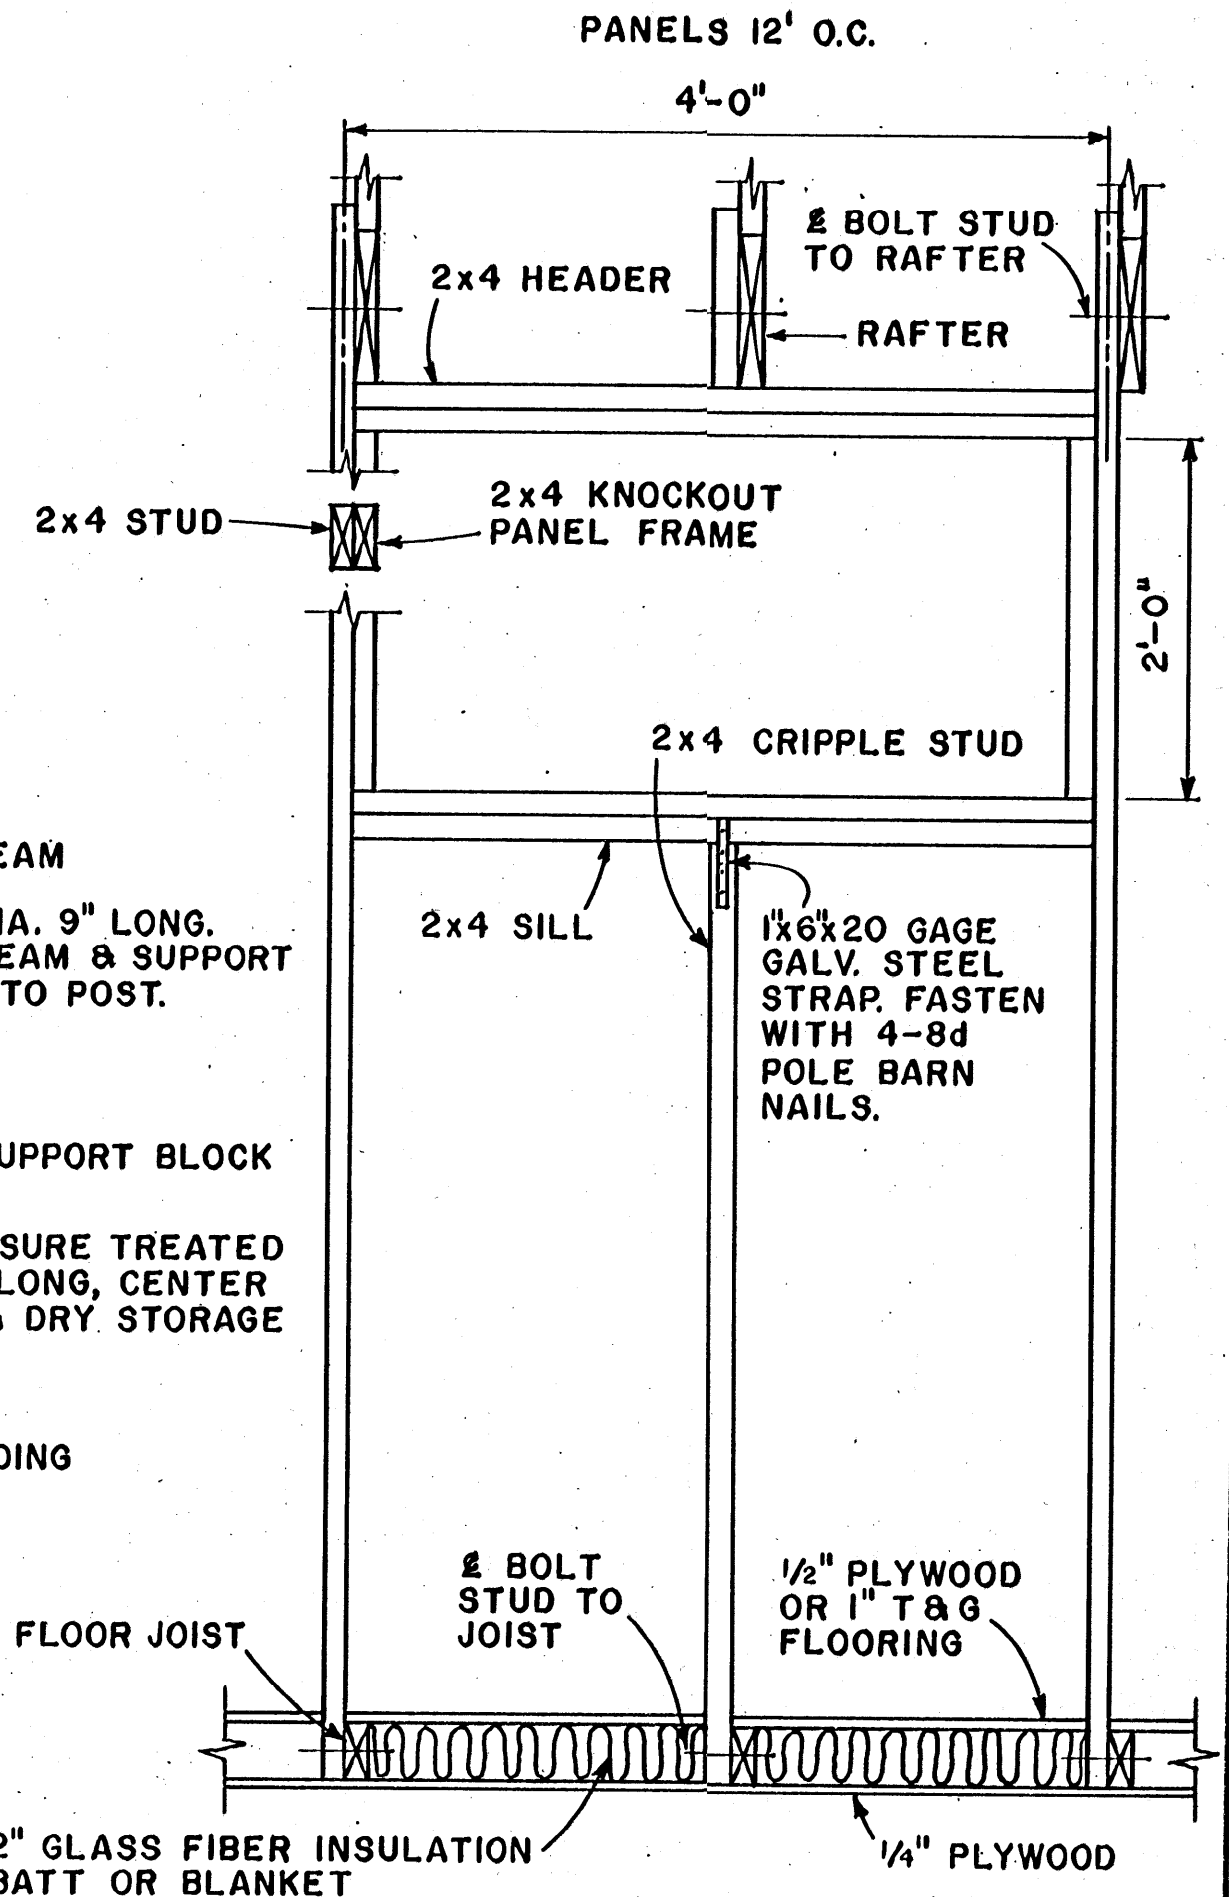 PANELS 12' O.C.
4'-0"
℄ BOLT STUD
TO RAFTER
2x4 HEADER
RAFTER
2x4 STUD
2x4 KNOCKOUT
PANEL FRAME
2'-0"
2x4 CRIPPLE STUD
EAM
IA. 9" LONG.
EAM & SUPPORT
TO POST.
2x4 SILL
1"x6"x20 GAGE
GALV. STEEL
STRAP. FASTEN
WITH 4-8d
POLE BARN
NAILS.
UPPORT BLOCK
SURE TREATED
LONG, CENTER
DRY STORAGE
DING
℄ BOLT
STUD TO
JOIST
1/2" PLYWOOD
OR 1" T&G
FLOORING
FLOOR JOIST
2" GLASS FIBER INSULATION
BATT OR BLANKET
1/4" PLYWOOD